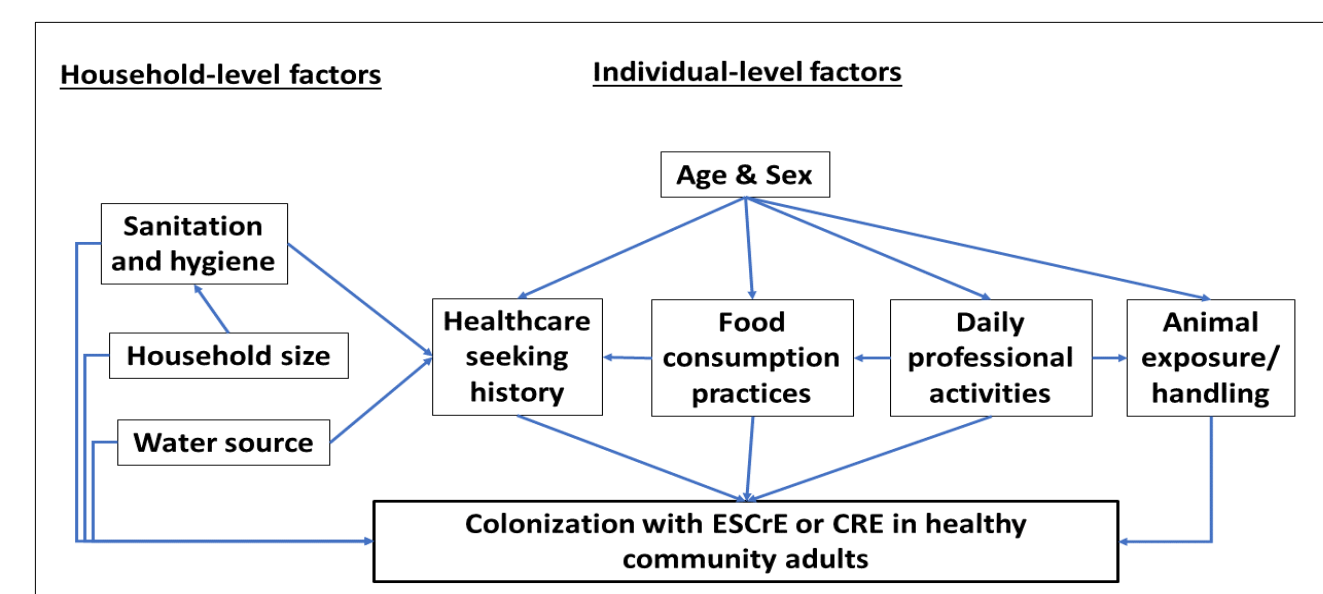 Household-level factors
Individual-level factors
Age & Sex
Sanitation
and hygiene
Household size
Water source
Healthcare
seeking
history
Food
consumption
practices
Daily
professional
activities
Animal
exposure/
handling
Colonization with ESCrE or CRE in healthy
community adults